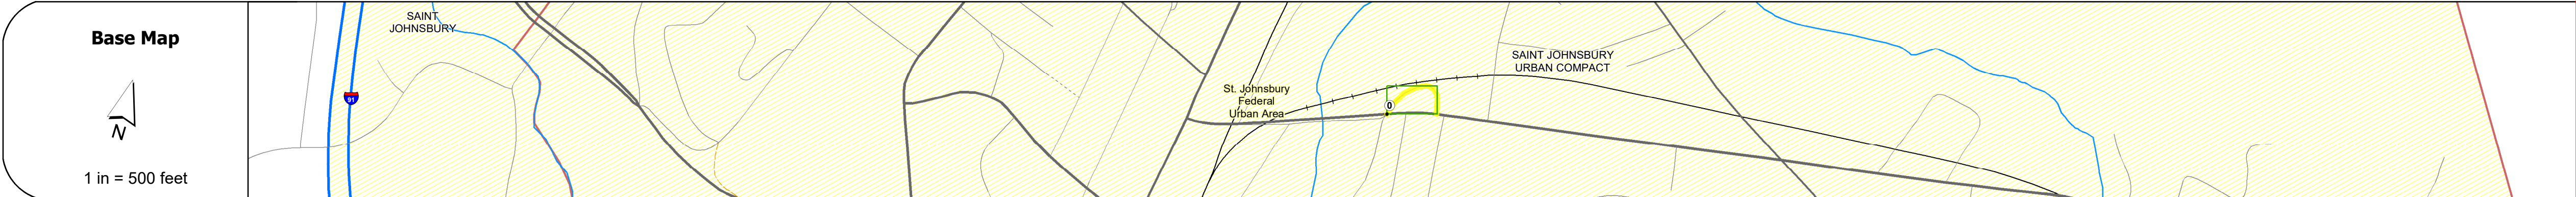 Base Map
N
1 in = 500 feet
91
SAINT
JOHNSBURY
St. Johnsbury
Federal
Urban Area
0
SAINT JOHNSBURY
URBAN COMPACT